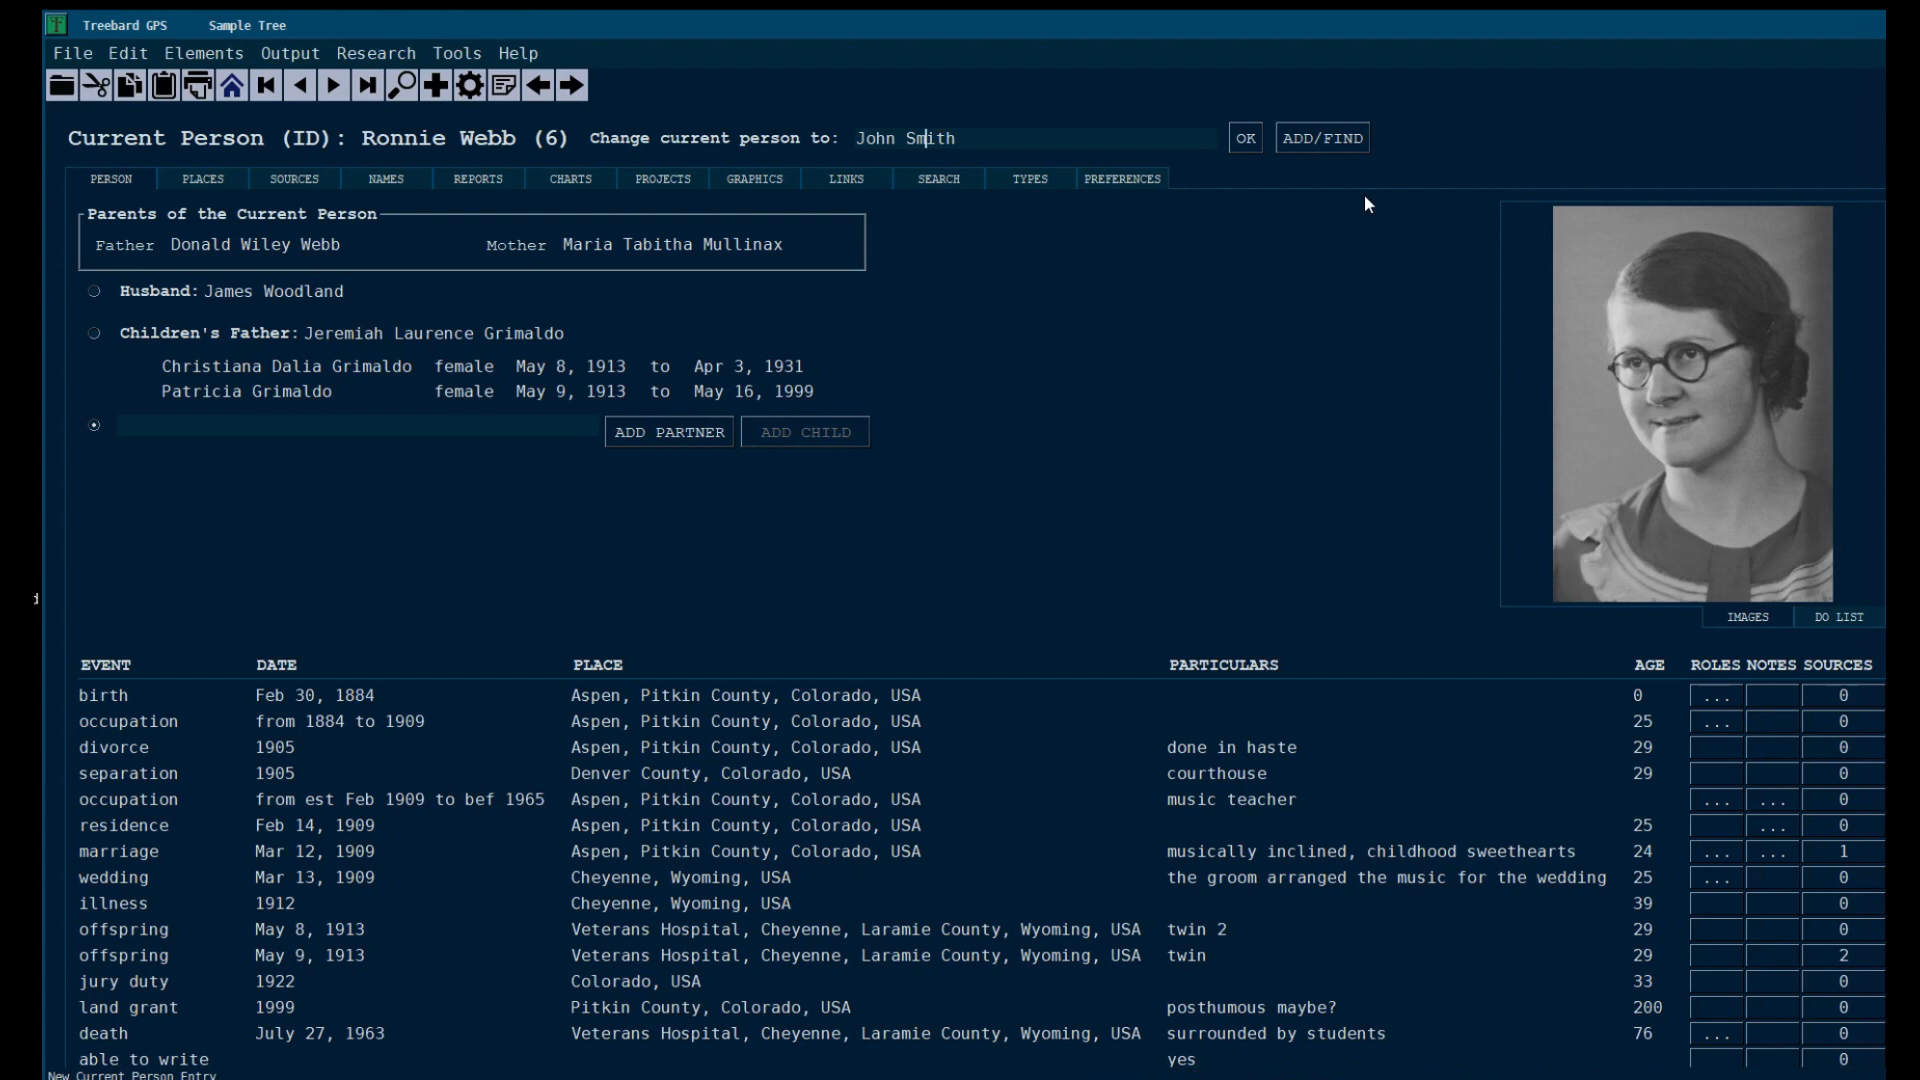 Treebard GPS Sample Tree
File Edit Elements Output Research Tools Help
Current Person (ID): Ronnie Webb (6) Change current person to: John Smith OK ADD/FIND
PERSON PLACES SOURCES NAMES REPORTS CHARTS PROJECTS GRAPHICS LINKS SEARCH TYPES PREFERENCES
Parents of the Current Person
Father Donald Wiley Webb Mother Maria Tabitha Mullinax
Husband: James Woodland
Children's Father: Jeremiah Laurence Grimaldo
Christiana Dalia Grimaldo female May 8, 1913 to Apr 3, 1931
Patricia Grimaldo female May 9, 1913 to May 16, 1999
ADD PARTNER ADD CHILD
IMAGES DO LIST
EVENT DATE PLACE PARTICULARS AGE ROLES NOTES SOURCES
birth Feb 30, 1884 Aspen, Pitkin County, Colorado, USA 0 ... 0
occupation from 1884 to 1909 Aspen, Pitkin County, Colorado, USA 25 ... 0
divorce 1905 Aspen, Pitkin County, Colorado, USA done in haste 29 0
separation 1905 Denver County, Colorado, USA courthouse 29 0
occupation from est Feb 1909 to bef 1965 Aspen, Pitkin County, Colorado, USA music teacher ... ... 0
residence Feb 14, 1909 Aspen, Pitkin County, Colorado, USA 25 ... 0
marriage Mar 12, 1909 Aspen, Pitkin County, Colorado, USA musically inclined, childhood sweethearts 24 ... ... 1
wedding Mar 13, 1909 Cheyenne, Wyoming, USA the groom arranged the music for the wedding 25 ... 0
illness 1912 Cheyenne, Wyoming, USA 39 0
offspring May 8, 1913 Veterans Hospital, Cheyenne, Laramie County, Wyoming, USA twin 2 29 0
offspring May 9, 1913 Veterans Hospital, Cheyenne, Laramie County, Wyoming, USA twin 29 2
jury duty 1922 Colorado, USA 33 0
land grant 1999 Pitkin County, Colorado, USA posthumous maybe? 200 0
death July 27, 1963 Veterans Hospital, Cheyenne, Laramie County, Wyoming, USA surrounded by students 76 ... 0
able to write yes 0
New Current Person Entry